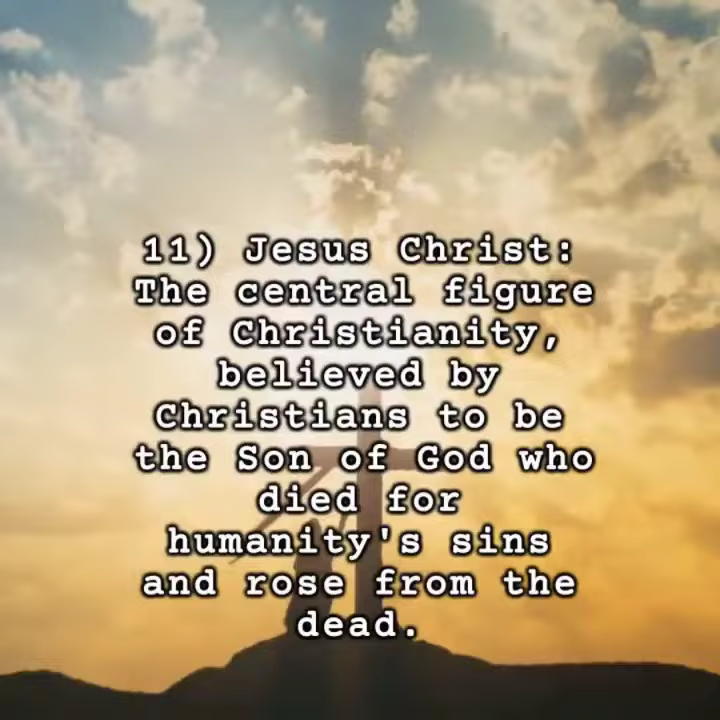 11) Jesus Christ:
The central figure
of Christianity,
believed by
Christians to be
the Son of God who
died for
humanity's sins
and rose from the
dead.